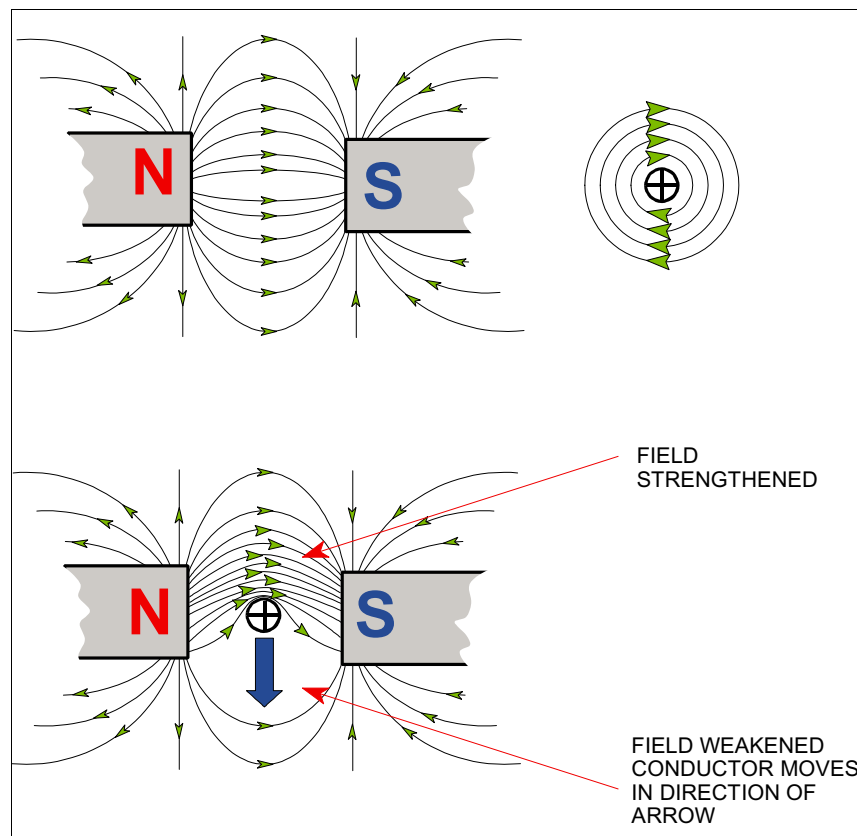 N
S
FIELD
STRENGTHENED
N
S
FIELD WEAKENED
CONDUCTOR MOVES
IN DIRECTION OF
ARROW